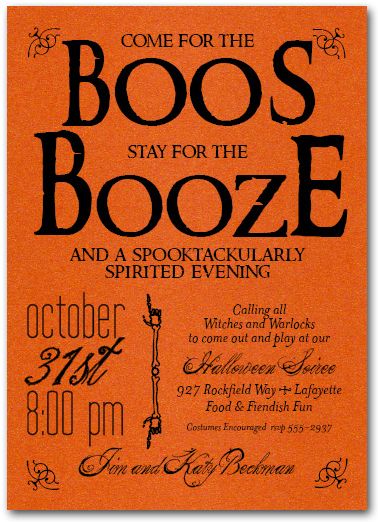 COME FOR THE
BOOS
STAY FOR THE
BOOZE
AND A SPOOKTACKULARLY
SPIRITED EVENING
october
31st
8:00 pm
Calling all
Witches and Warlocks
to come out and play at our
Halloween Soiree
927 Rockfield Way ✢ Lafayette
Food & Fiendish Fun
Costumes Encouraged rsvp 555-2937
Tim and Katy Beckman